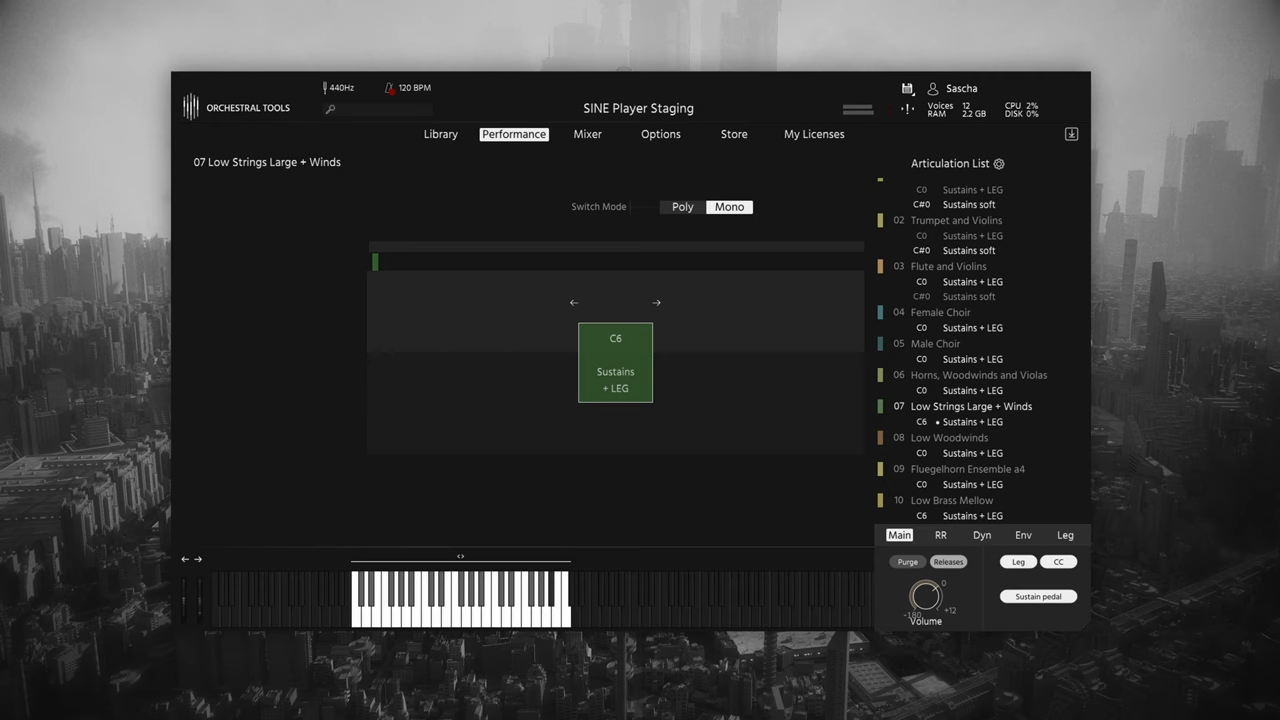 440Hz
120 BPM
Sascha
ORCHESTRAL TOOLS
SINE Player Staging
Voices 12
RAM 2.2 GB
CPU 2%
DISK 0%
Library
Performance
Mixer
Options
Store
My Licenses
07 Low Strings Large + Winds
Switch Mode
Poly
Mono
C6
Sustains
+ LEG
Articulation List
C0 Sustains + LEG
C#0 Sustains soft
02 Trumpet and Violins
C0 Sustains + LEG
C#0 Sustains soft
03 Flute and Violins
C0 Sustains + LEG
C#0 Sustains soft
04 Female Choir
C0 Sustains + LEG
05 Male Choir
C0 Sustains + LEG
06 Horns, Woodwinds and Violas
C0 Sustains + LEG
07 Low Strings Large + Winds
C6 • Sustains + LEG
08 Low Woodwinds
C0 Sustains + LEG
09 Fluegelhorn Ensemble a4
C0 Sustains + LEG
10 Low Brass Mellow
C6 Sustains + LEG
Main
RR
Dyn
Env
Leg
Purge
Releases
Leg
CC
0
-180
+12
Volume
Sustain pedal